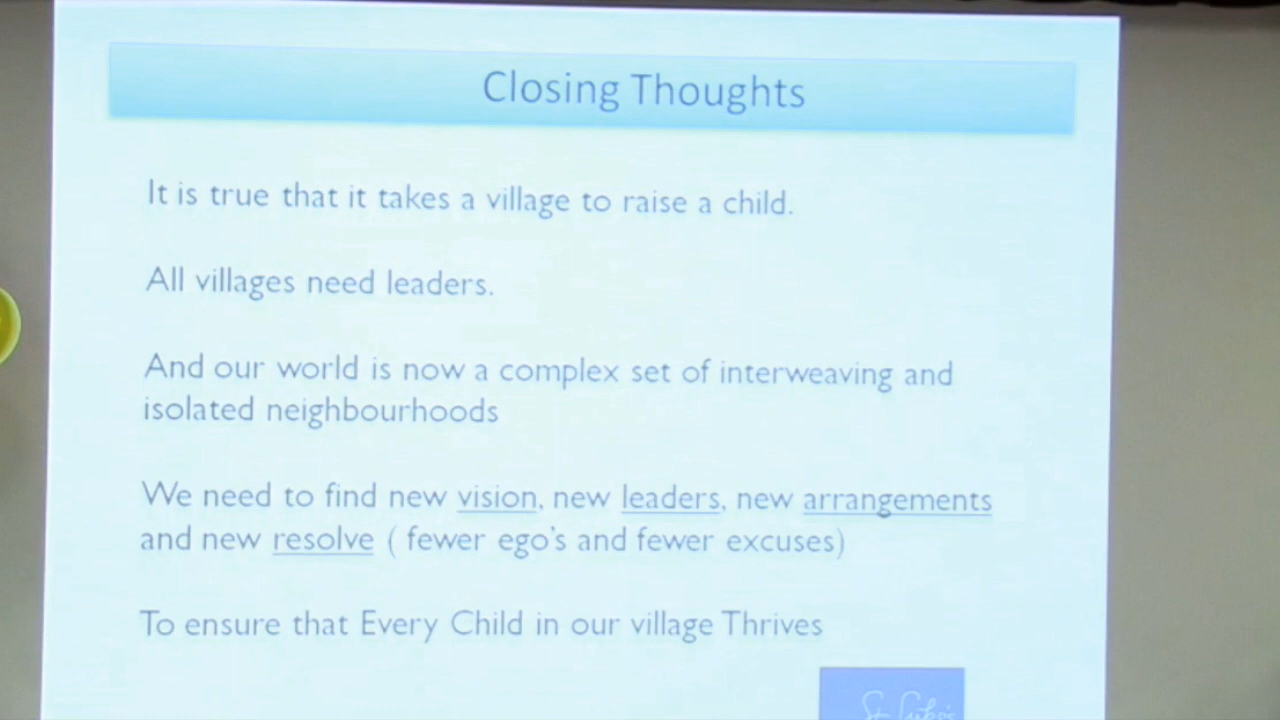 Closing Thoughts
It is true that it takes a village to raise a child.
All villages need leaders.
And our world is now a complex set of interweaving and
isolated neighbourhoods
We need to find new vision, new leaders, new arrangements
and new resolve ( fewer ego's and fewer excuses)
To ensure that Every Child in our village Thrives
St Luke's